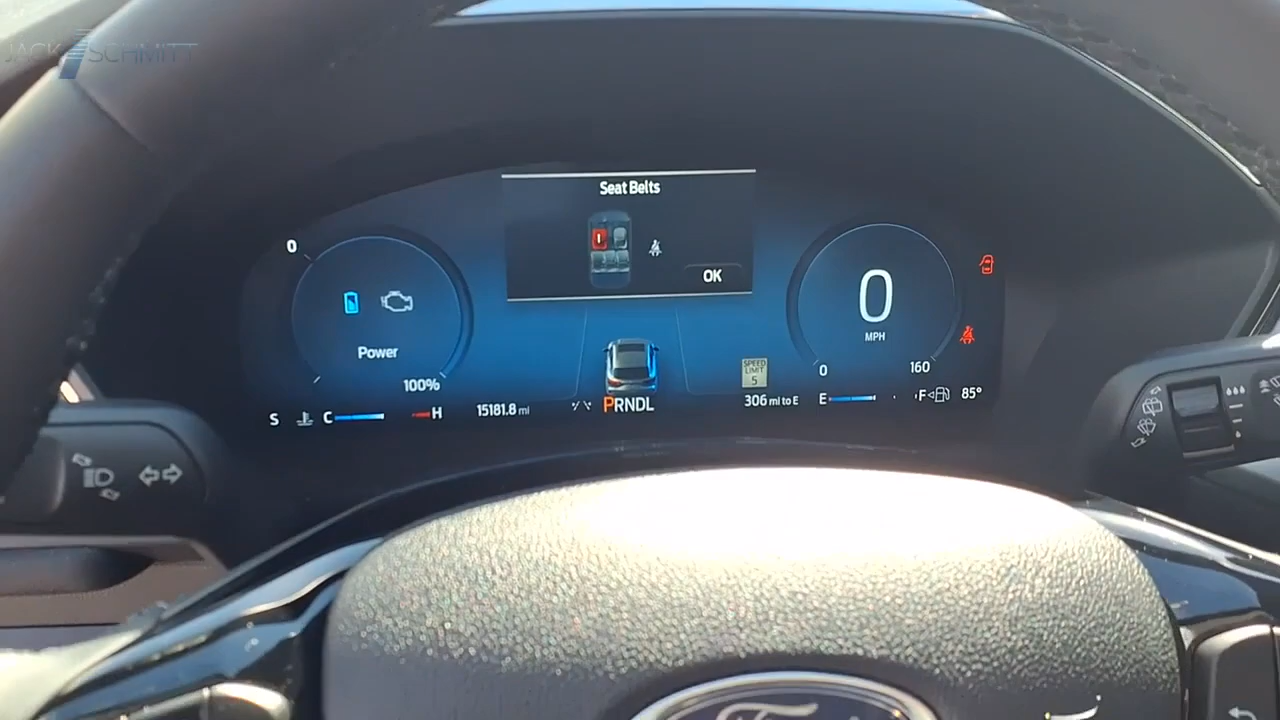 JACK SCHMITT
Seat Belts
OK
0
Power
100%
0
MPH
0
160
SPEED
LIMIT
5
S
C
H
15181.8 mi
PRNDL
306 mi to E
E
F
85°
Ford